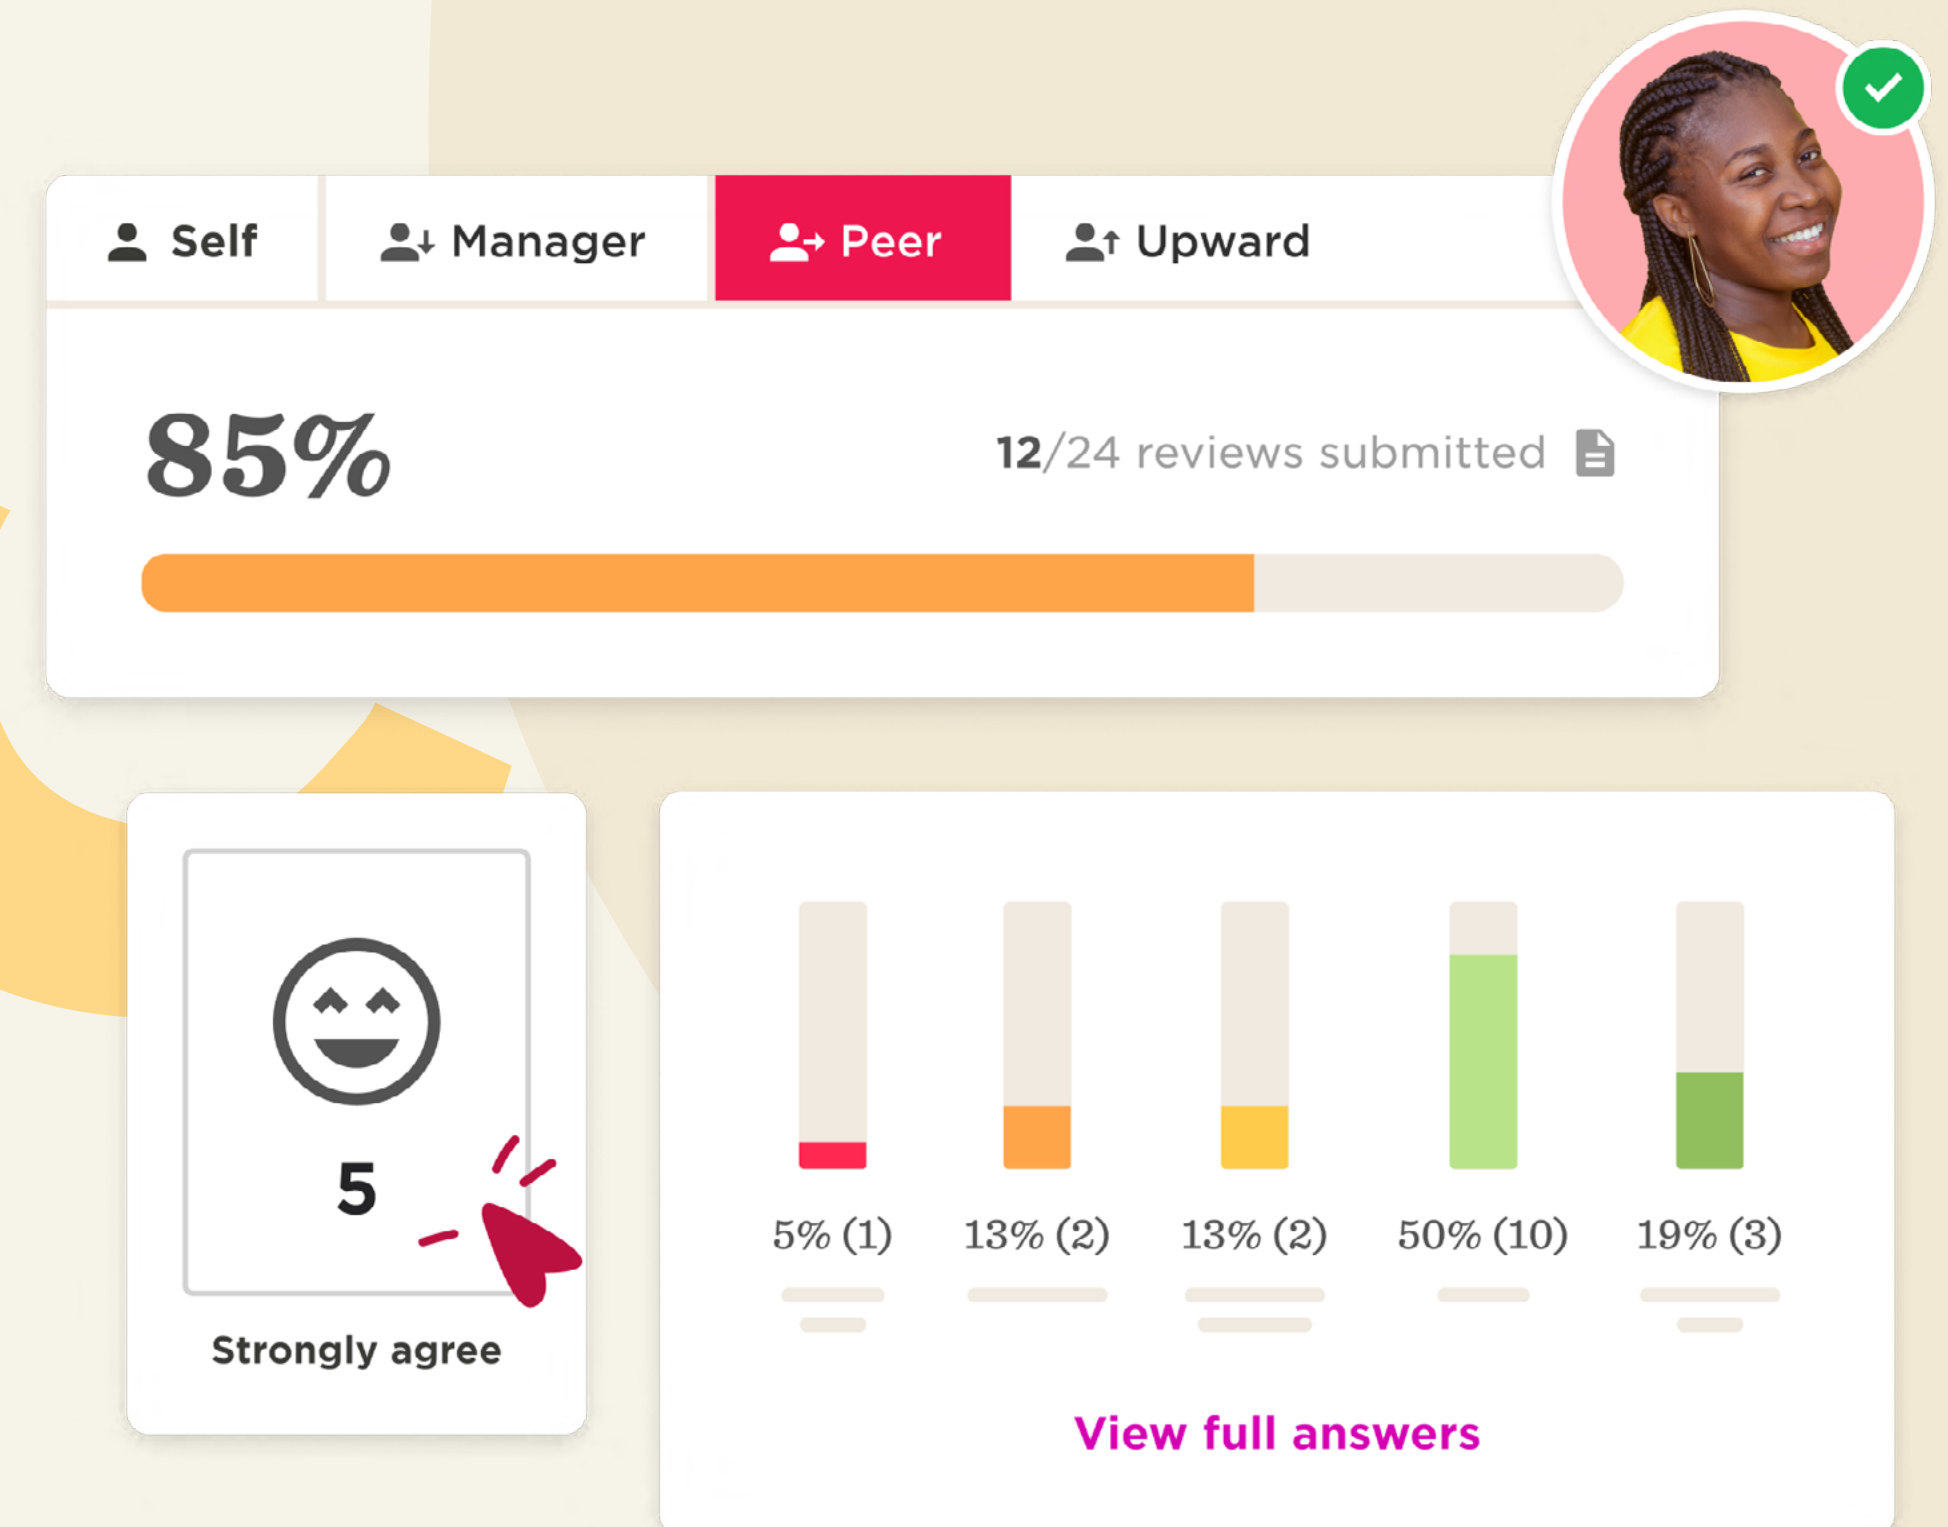 Self
Manager
Peer
Upward
85%
12/24 reviews submitted
5
Strongly agree
5% (1)
13% (2)
13% (2)
50% (10)
19% (3)
View full answers